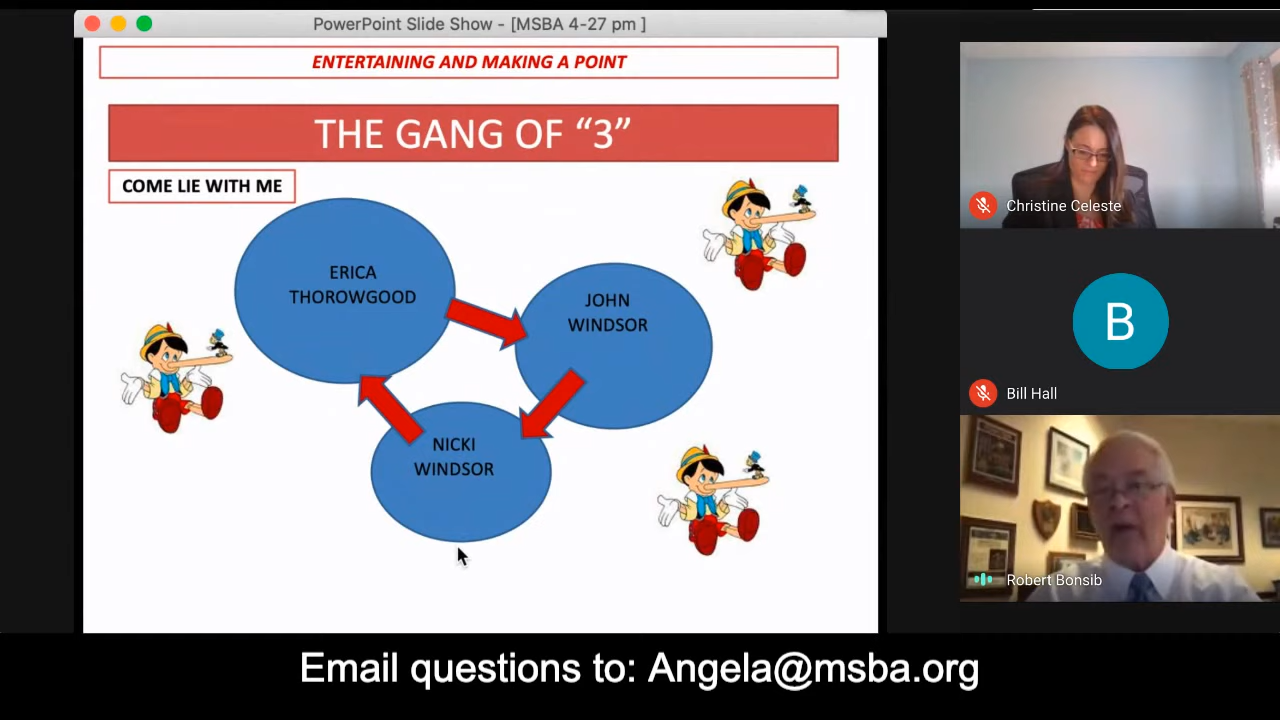 PowerPoint Slide Show - [MSBA 4-27 pm ]
ENTERTAINING AND MAKING A POINT
THE GANG OF “3”
COME LIE WITH ME
ERICA
THOROWGOOD
JOHN
WINDSOR
NICKI
WINDSOR
Christine Celeste
B
Bill Hall
Robert Bonsib
Email questions to: Angela@msba.org